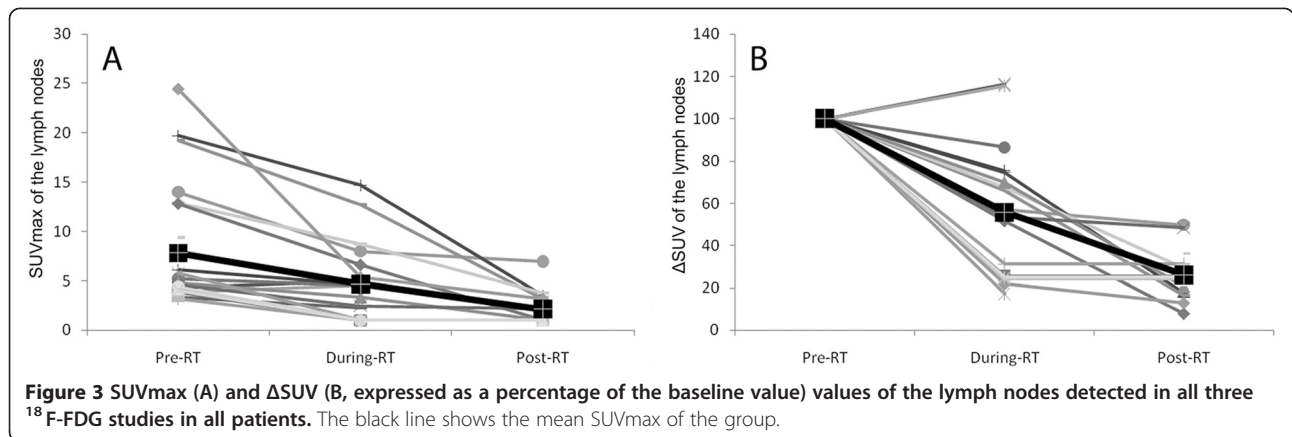 A
B
SUVmax of the lymph nodes
30
25
20
15
10
5
0
Pre-RT During-RT Post-RT
ΔSUV of the lymph nodes
140
120
100
80
60
40
20
0
Pre-RT During-RT Post-RT
Figure 3 SUVmax (A) and ΔSUV (B, expressed as a percentage of the baseline value) values of the lymph nodes detected in all three
¹⁸F-FDG studies in all patients. The black line shows the mean SUVmax of the group.